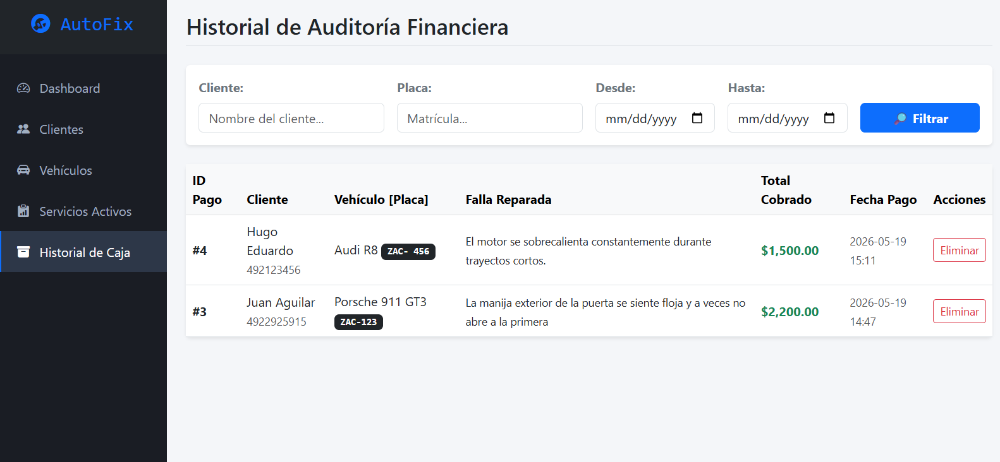 AutoFix
Dashboard
Clientes
Vehículos
Servicios Activos
Historial de Caja
Historial de Auditoría Financiera
Cliente: Placa: Desde: Hasta:
Nombre del cliente... Matrícula... mm/dd/yyyy mm/dd/yyyy Filtrar
ID Pago Cliente Vehículo [Placa] Falla Reparada Total Cobrado Fecha Pago Acciones
#4
Hugo
Eduardo
492123456
Audi R8 ZAC- 456
El motor se sobrecalienta constantemente durante
trayectos cortos.
$1,500.00
2026-05-19
15:11
Eliminar
#3
Juan Aguilar
4922925915
Porsche 911 GT3
ZAC-123
La manija exterior de la puerta se siente floja y a veces no
abre a la primera
$2,200.00
2026-05-19
14:47
Eliminar